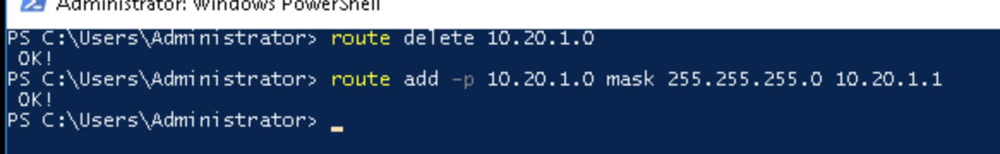 Administrator: Windows PowerShell
PS C:\Users\Administrator> route delete 10.20.1.0
OK!
PS C:\Users\Administrator> route add -p 10.20.1.0 mask 255.255.255.0 10.20.1.1
OK!
PS C:\Users\Administrator>